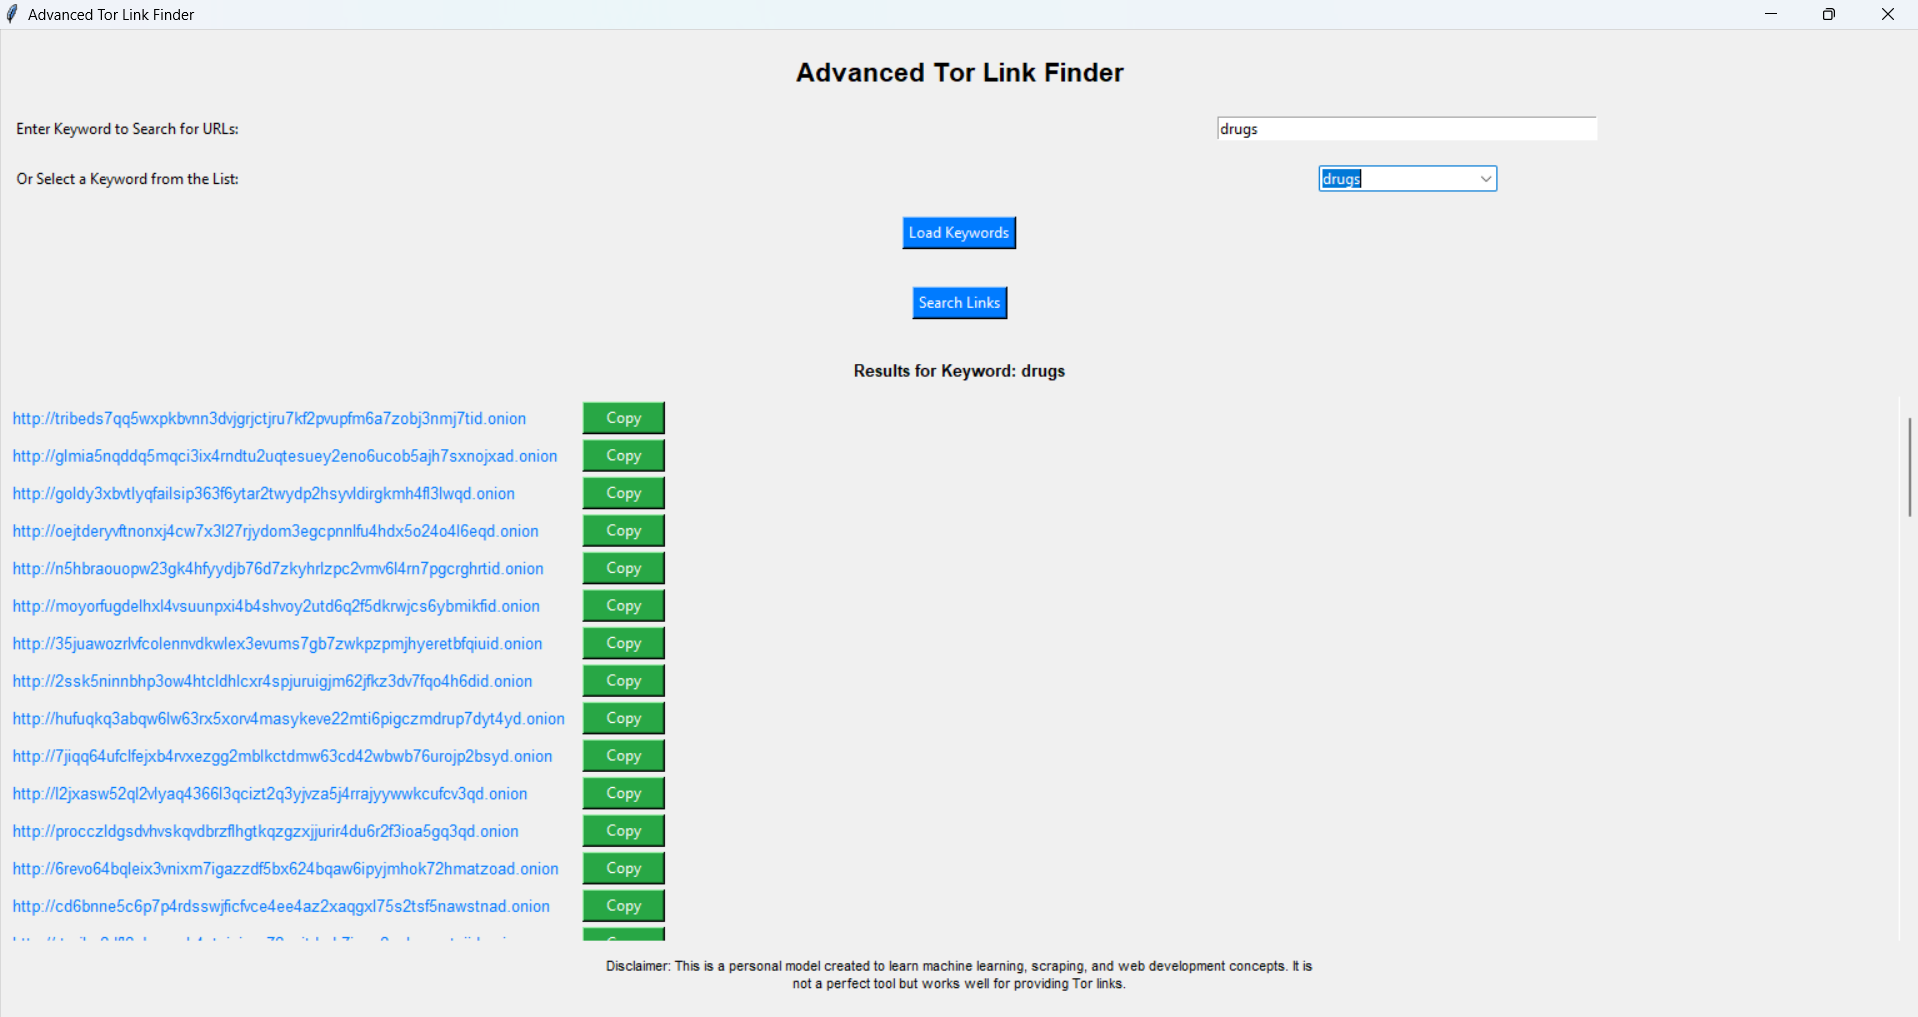 Advanced Tor Link Finder
Advanced Tor Link Finder
Enter Keyword to Search for URLs:
drugs
Or Select a Keyword from the List:
drugs
Load Keywords
Search Links
Results for Keyword: drugs
http://tribeds7qq5wxpkbvnn3dvjgrjctjru7kf2pvupfm6a7zobj3nmj7tid.onion Copy
http://glmia5nqddq5mqci3ix4rndtu2uqtesuey2eno6ucob5ajh7sxnojxad.onion Copy
http://goldy3xbvtlyqfailsip363f6ytar2twydp2hsyvldirgkmh4fl3lwqd.onion Copy
http://oejtderyvftnonxj4cw7x3l27rjydom3egcpnnlfu4hdx5o24o4l6eqd.onion Copy
http://n5hbraouopw23gk4hfyydjb76d7zkyhrlzpc2vmv6l4rn7pgcrghrtid.onion Copy
http://moyorfugdelhxl4vsuunpxi4b4shvoy2utd6q2f5dkrwjcs6ybmikfid.onion Copy
http://35juawozrlvfcolennvdkwlex3evums7gb7zwkpzpmjhyeretbfqiuid.onion Copy
http://2ssk5ninnbhp3ow4htcldhlcxr4spjuruigjm62jfkz3dv7fqo4h6did.onion Copy
http://hufuqkq3abqw6lw63rx5xorv4masykeve22mti6pigczmdrup7dyt4yd.onion Copy
http://7jiqq64ufclfejxb4rvxezgg2mblkctdmw63cd42wbwb76urojp2bsyd.onion Copy
http://l2jxasw52ql2vlyaq4366l3qcizt2q3yjvza5j4rrajyywwkcufcv3qd.onion Copy
http://procczldgsdvhvskqvdbrzflhgtkqzgzxjjurir4du6r2f3ioa5gq3qd.onion Copy
http://6revo64bqleix3vnixm7igazzdf5bx624bqaw6ipyjmhok72hmatzoad.onion Copy
http://cd6bnne5c6p7p4rdsswjficfvce4ee4az2xaqgxl75s2tsf5nawstnad.onion Copy
Disclaimer: This is a personal model created to learn machine learning, scraping, and web development concepts. It is
not a perfect tool but works well for providing Tor links.